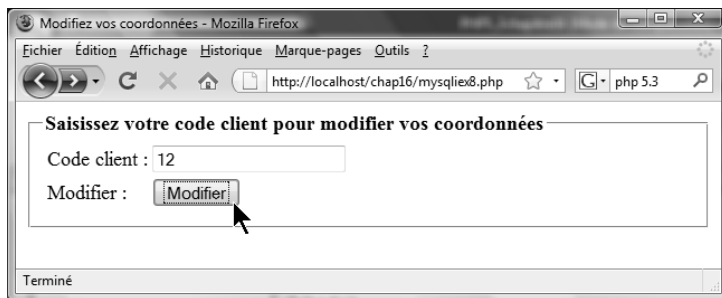 Modifiez vos coordonnées - Mozilla Firefox
Fichier Édition Affichage Historique Marque-pages Outils ?
http://localhost/chap16/mysqliex8.php
G
php 5.3
Saisissez votre code client pour modifier vos coordonnées
Code client : 12
Modifier : Modifier
Terminé